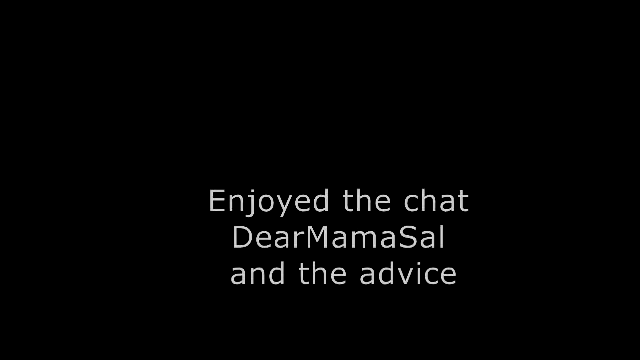 Enjoyed the chat
DearMamaSal
and the advice